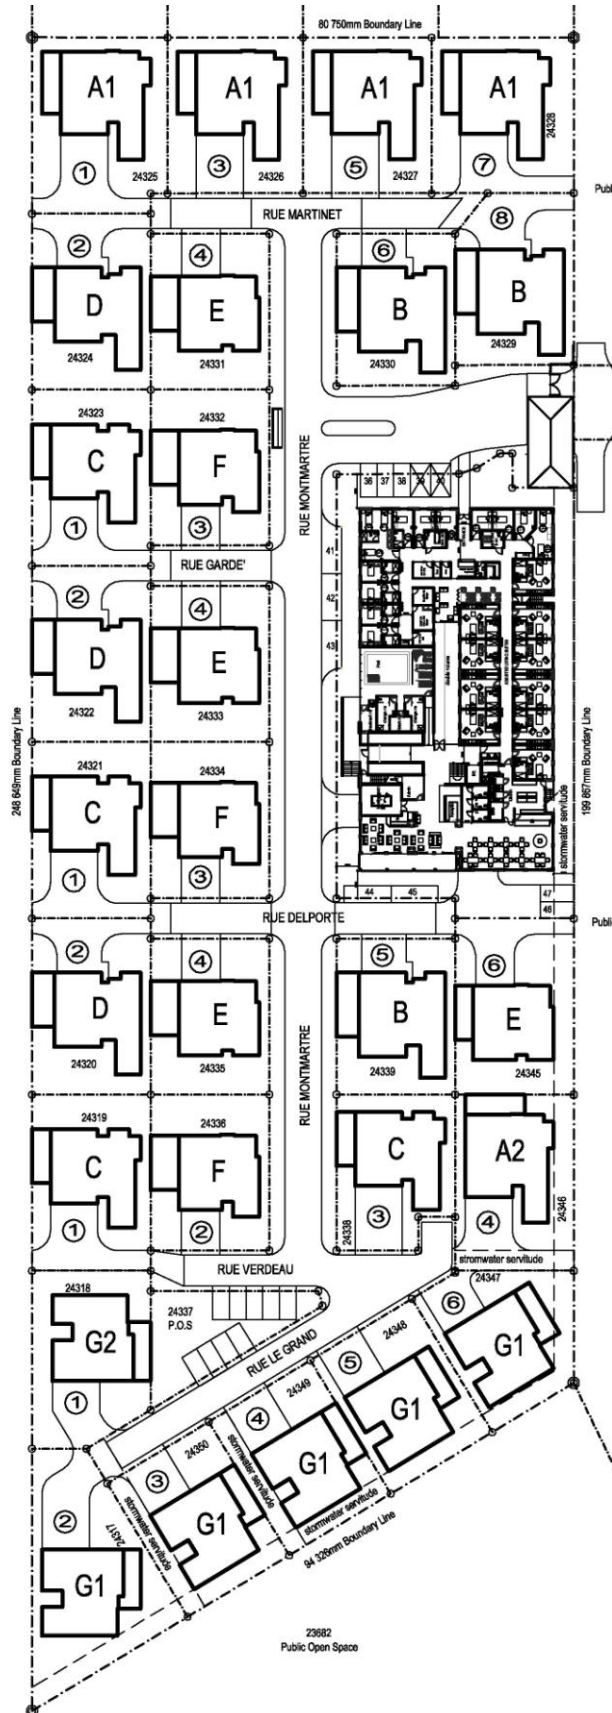 80 750mm Boundary Line
A1
A1
A1
A1
24328
1
24325
3
24326
5
24327
7
Publ
RUE MARTINET
8
2
4
6
D
E
B
B
24324
24331
24330
24329
24323
24332
C
F
RUE MONTMARTRE
36
37
38
39
40
1
3
41
RUE GARDE'
2
4
42
D
E
43
24322
24333
248 649mm Boundary Line
199 867mm Boundary Line
24321
24334
C
F
stormwater servitude
1
3
44
45
47
46
RUE DELPORTE
Public
2
4
5
6
D
E
B
E
24320
24335
24339
24345
RUE MONTMARTRE
24319
24336
C
F
C
A2
24346
1
2
24338
3
4
stromwater servitude
RUE VERDEAU
24318
24337
P.O.S
24347
6
G2
RUE LE GRAND
24348
G1
5
1
24349
G1
4
24350
stormwater servitude
G1
3
2
24317
stormwater servitude
G1
stormwater servitude
94 326mm Boundary Line
G1
23682
Public Open Space